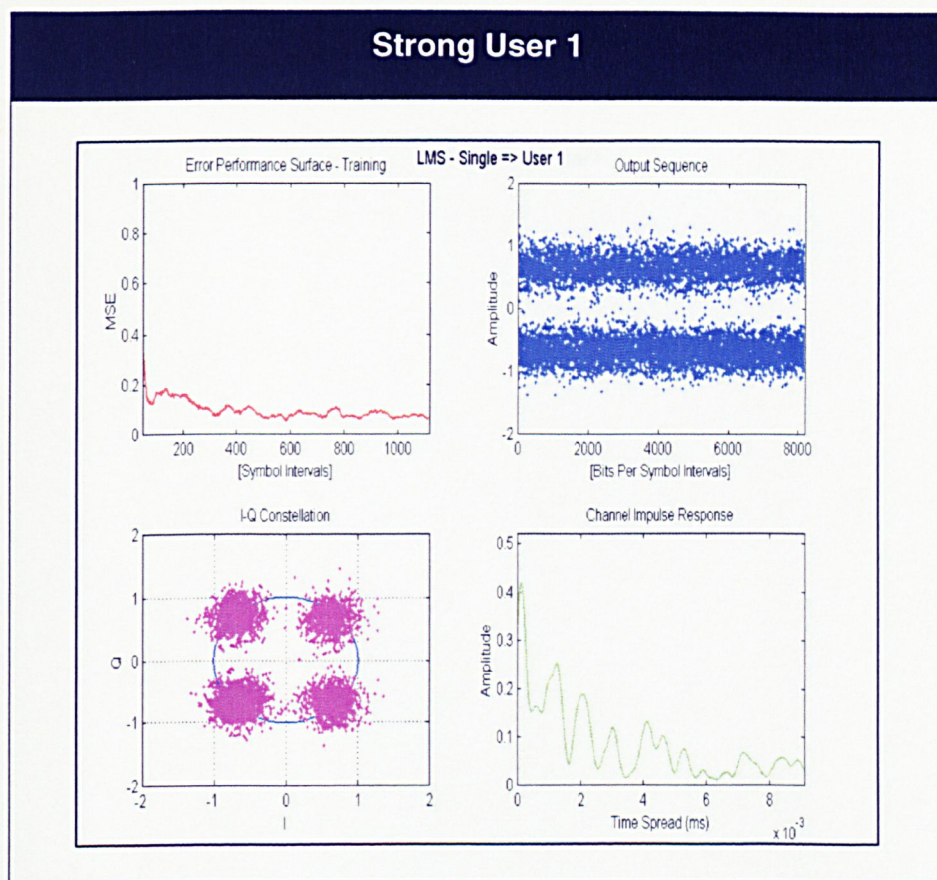 Strong User 1
LMS - Single => User 1
Error Performance Surface - Training
1
0.8
0.6
0.4
0.2
0
MSE
200
400
600
800
1000
[Symbol Intervals]
Output Sequence
2
1
0
-1
-2
Amplitude
0
2000
4000
6000
8000
[Bits Per Symbol Intervals]
I-Q Constellation
2
1
0
-1
-2
Q
-2
-1
0
1
2
I
Channel Impulse Response
0.5
0.4
0.3
0.2
0.1
0
Amplitude
0
2
4
6
8
Time Spread (ms)
x 10-3